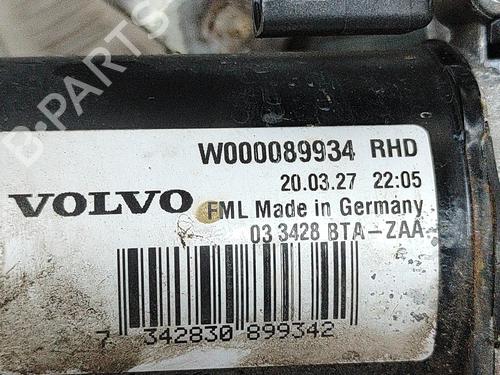 B-PARTS
W000089934 RHD
20.03.27 22:05
VOLVO FML Made in Germany
03 3428 BTA-ZAA
7 342830 899342